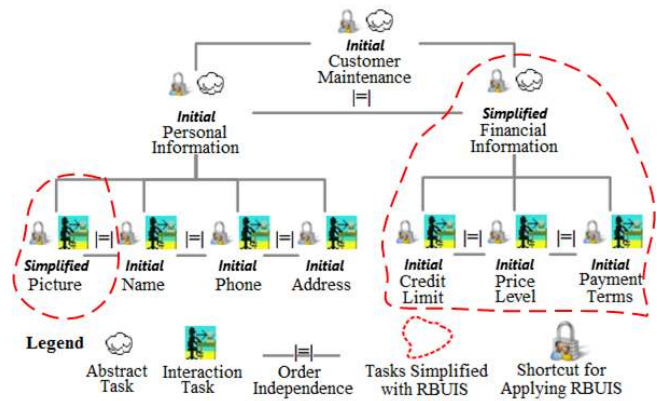 Initial
Customer
Maintenance
|=|
Initial
Personal
Information
Simplified
Financial
Information
|=| |=| |=| |=| |=|
Simplified Initial Initial Initial Initial Initial Initial
Picture Name Phone Address Credit Price Payment
Limit Level Terms
Legend |=|
Abstract Interaction Order Tasks Simplified Shortcut for
Task Task Independence with RBUIS Applying RBUIS